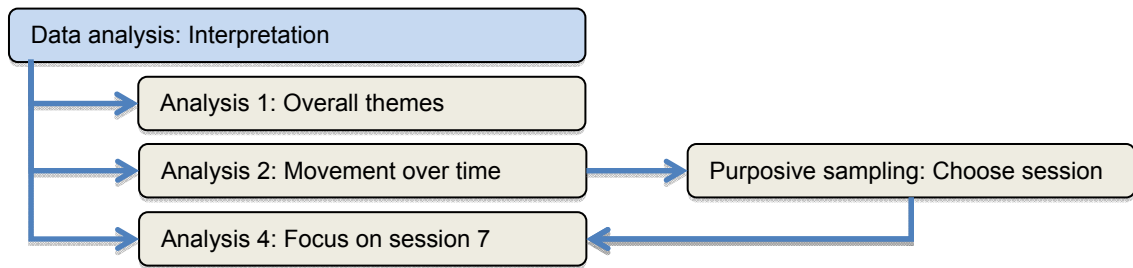 Data analysis: Interpretation
Analysis 1: Overall themes
Analysis 2: Movement over time
Purposive sampling: Choose session
Analysis 4: Focus on session 7